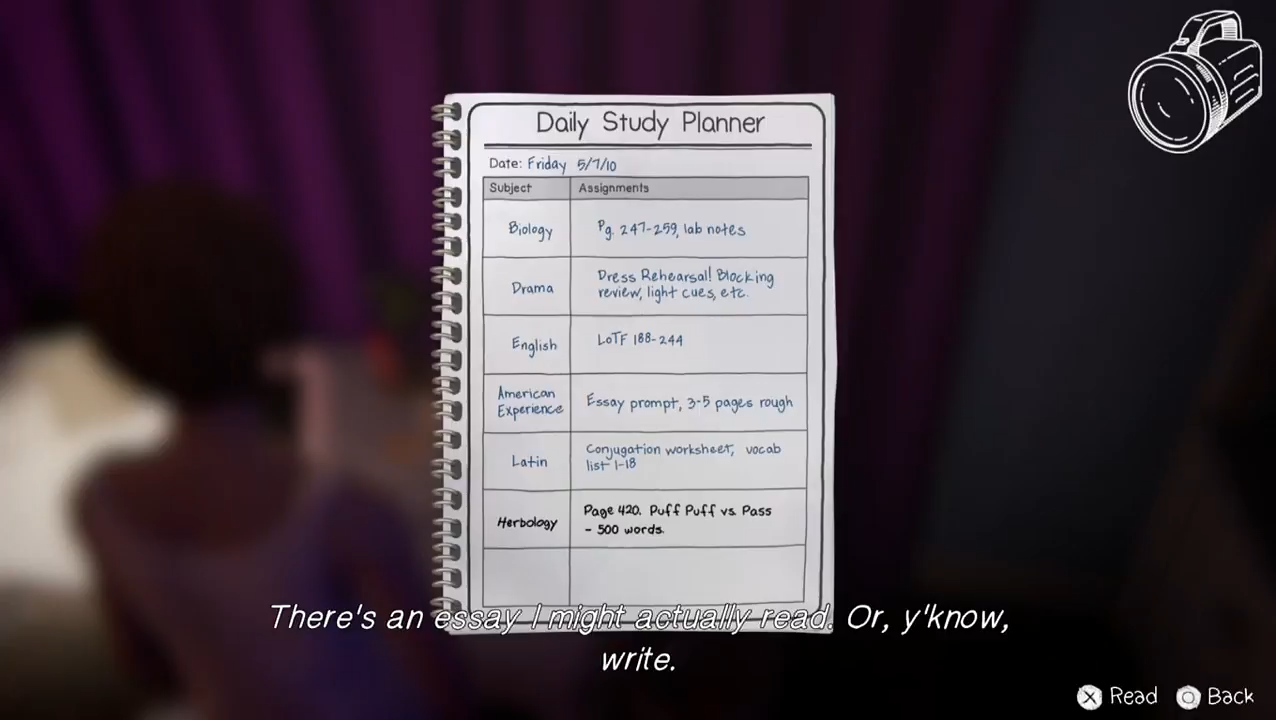 Daily Study Planner
Date: Friday 5/7/10
Subject Assignments
Biology Pg. 247-259, lab notes
Drama Dress Rehearsal! Blocking
review, light cues, etc.
English LoTF 188-244
American
Experience Essay prompt, 3-5 pages rough
Latin Conjugation worksheet, vocab
list 1-18
Herbology Page 420. Puff Puff vs. Pass
- 500 words.
There's an essay I might actually read. Or, y'know,
write.
X Read O Back